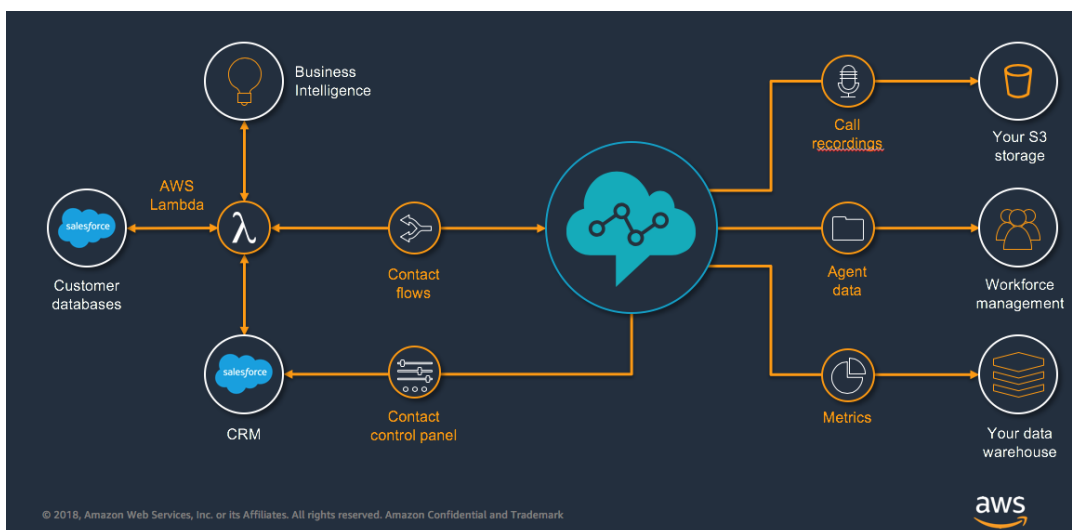 Business
Intelligence
AWS
Lambda
salesforce
Customer
databases
λ
Contact
flows
salesforce
CRM
Contact
control panel
Call
recordings
Your S3
storage
Agent
data
Workforce
management
Metrics
Your data
warehouse
© 2018, Amazon Web Services, Inc. or its Affiliates. All rights reserved. Amazon Confidential and Trademark
aws